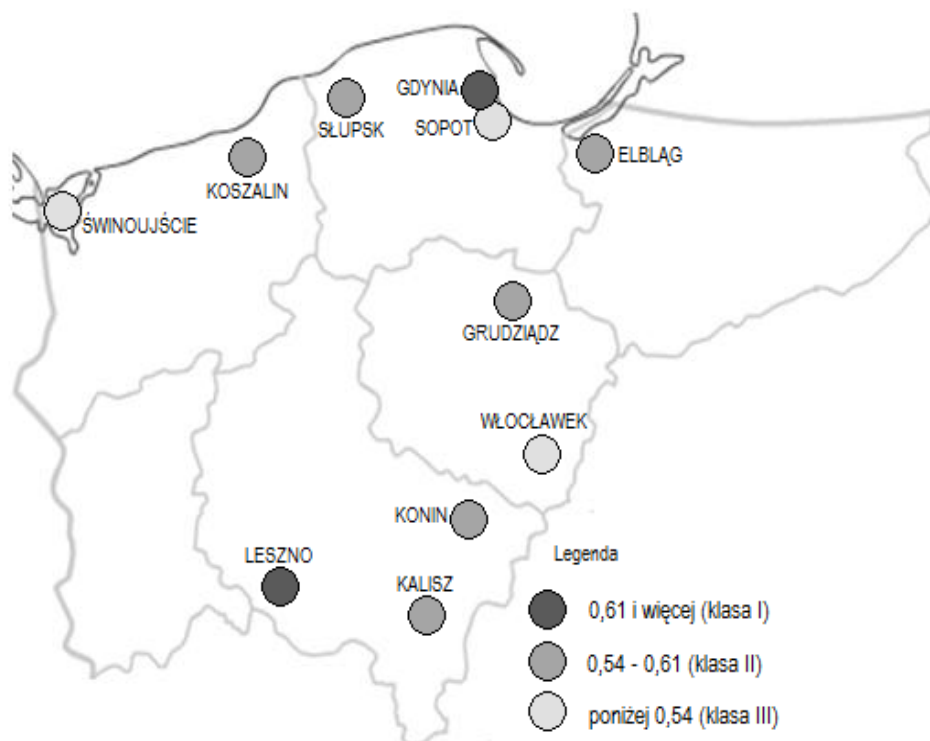 GDYNIA
SŁUPSK
SOPOT
ELBLĄG
KOSZALIN
ŚWINOUJŚCIE
GRUDZIĄDZ
WŁOCŁAWEK
KONIN
LESZNO
KALISZ
Legenda
0,61 i więcej (klasa I)
0,54 - 0,61 (klasa II)
poniżej 0,54 (klasa III)